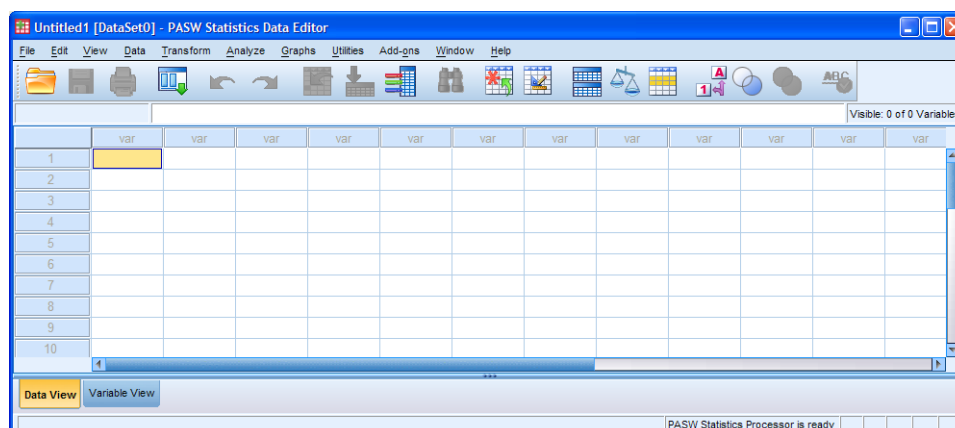 Untitled1 [DataSet0] - PASW Statistics Data Editor
File Edit View Data Transform Analyze Graphs Utilities Add-ons Window Help
A
1
ABC
Visible: 0 of 0 Variable
var var var var var var var var var var var var
1
2
3
4
5
6
7
8
9
10
Data View Variable View
PASW Statistics Processor is ready